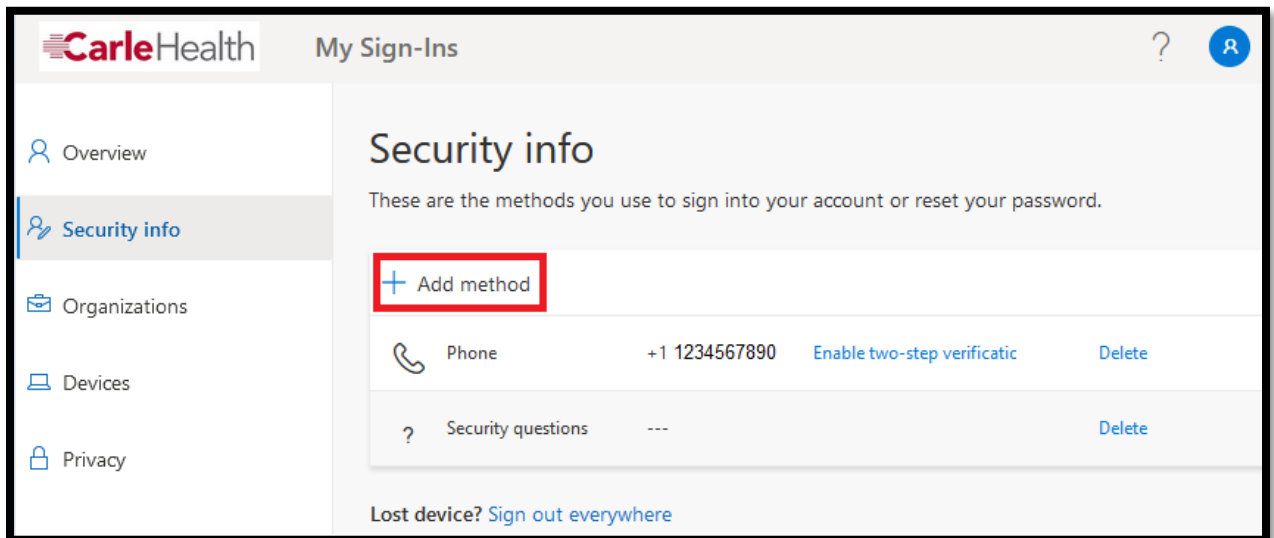 CarleHealth My Sign-Ins ?
Overview
Security info
Organizations
Devices
Privacy
Security info
These are the methods you use to sign into your account or reset your password.
+ Add method
Phone +1 1234567890 Enable two-step verificatic Delete
? Security questions --- Delete
Lost device? Sign out everywhere